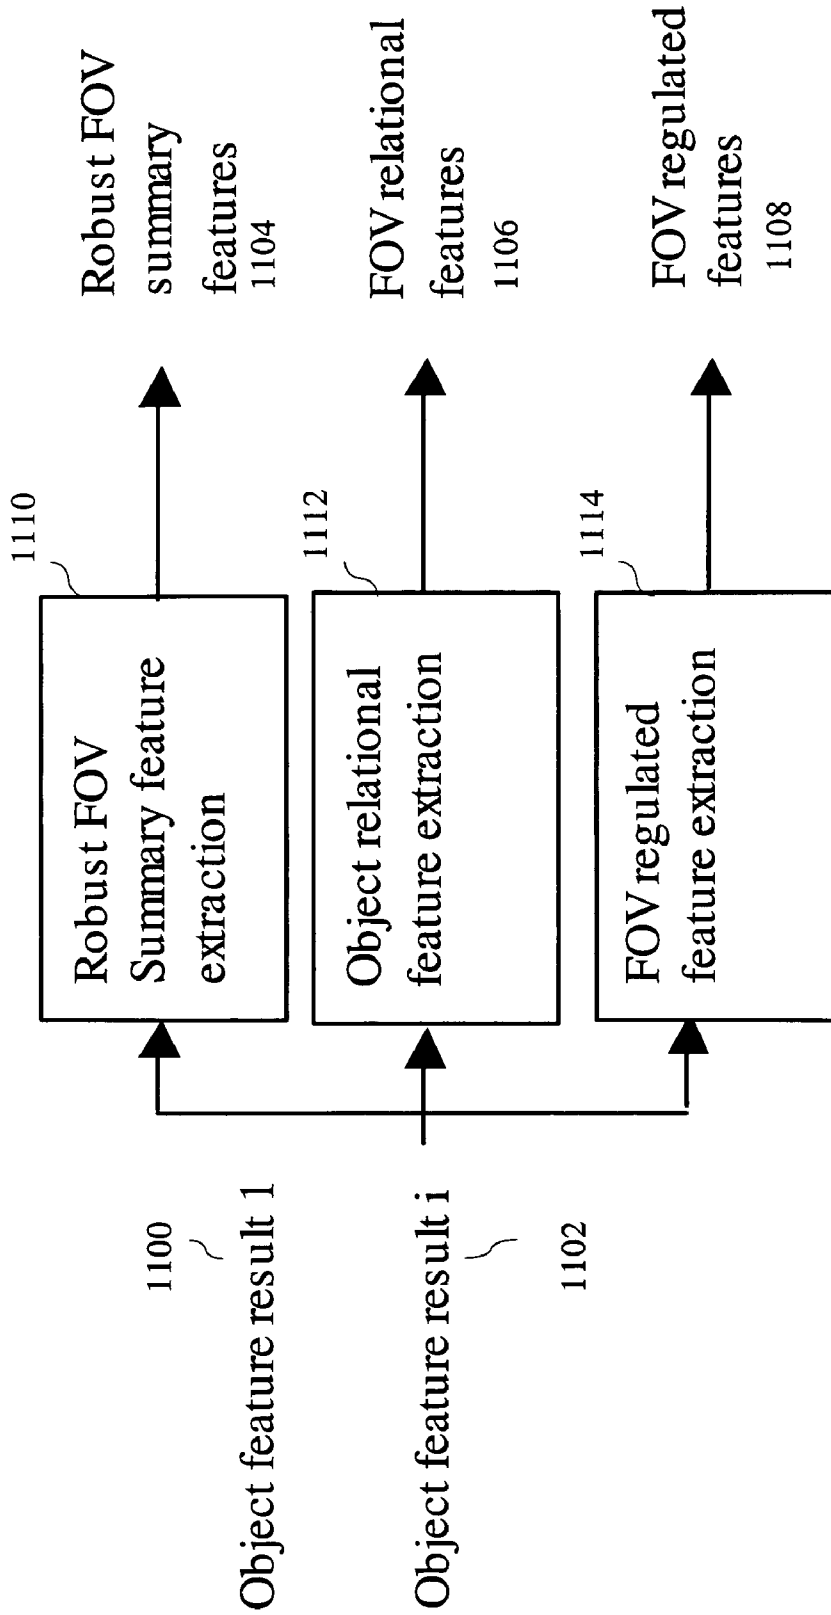 1100
Object feature result 1
Object feature result i
1102
1110
Robust FOV
Summary feature
extraction
1112
Object relational
feature extraction
1114
FOV regulated
feature extraction
Robust FOV
summary
features
1104
FOV relational
features
1106
FOV regulated
features
1108